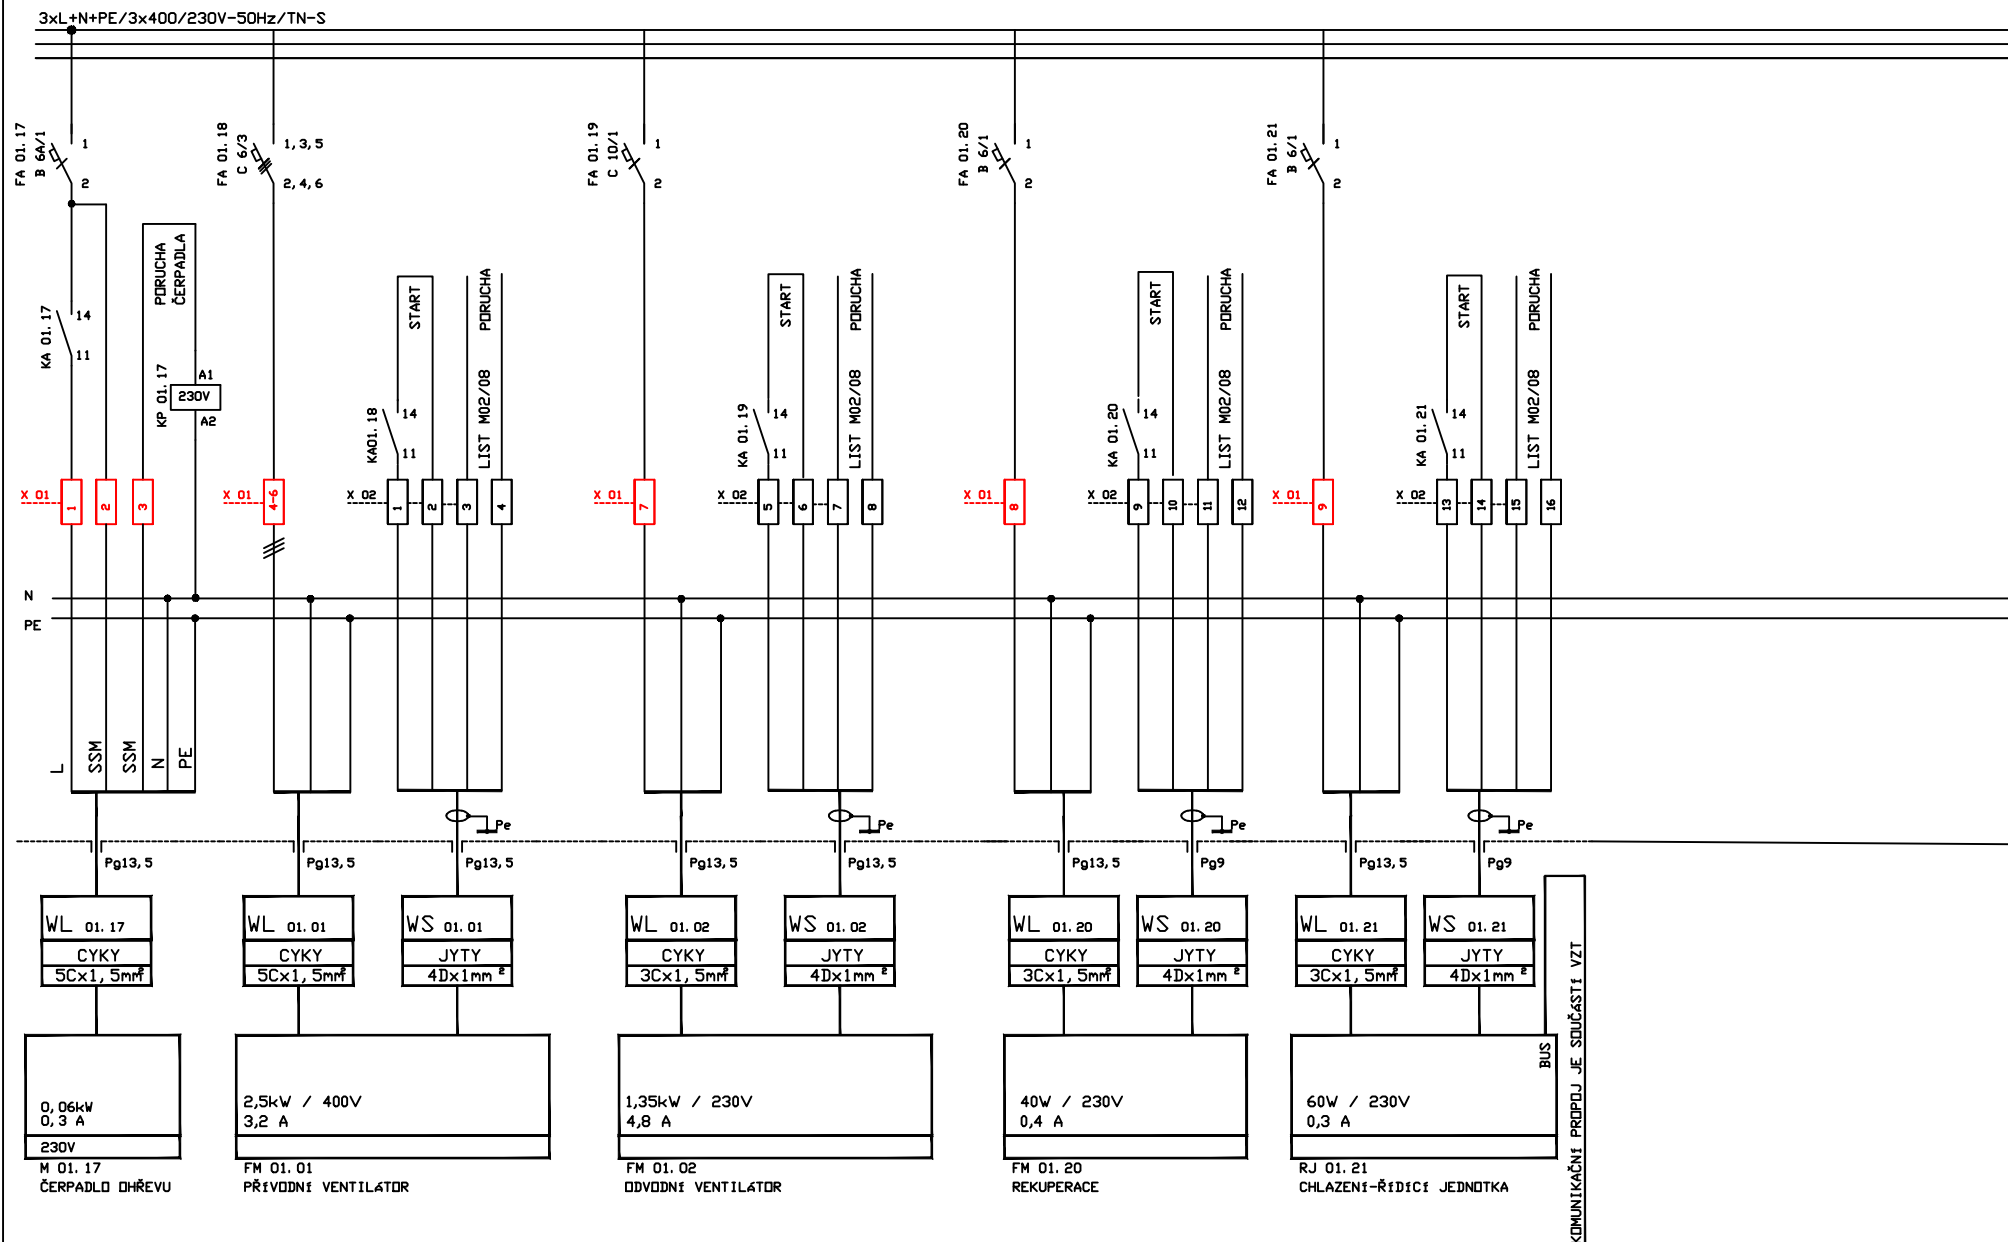 3xL+N+PE/3x400/230V-50Hz/TN-S
FA 01.17
B 6A/1
1
2
FA 01.18
C 6/3
1,3,5
2,4,6
FA 01.19
C 10/1
1
2
FA 01.20
B 6/1
1
2
FA 01.21
B 6/1
1
2
KA 01.17
14
11
PORUCHA
ČERPADLA
KP 01.17
A1
230V
A2
KA01.18
14
11
START
LIST M02/08 PORUCHA
KA 01.19
14
11
START
LIST M02/08 PORUCHA
KA 01.20
14
11
START
LIST M02/08 PORUCHA
KA 01.21
14
11
START
LIST M02/08 PORUCHA
X 01
1
2
3
X 01
4-6
X 02
1
2
3
4
X 01
7
X 02
5
6
7
8
X 01
8
X 02
9
10
11
12
X 01
9
X 02
13
14
15
16
N
PE
L
SSM
SSM
N
PE
Pe
Pe
Pe
Pe
Pg13,5
Pg13,5
Pg13,5
Pg13,5
Pg13,5
Pg13,5
Pg9
Pg13,5
Pg9
WL 01.17
CYKY
5Cx1,5mm²
WL 01.01
CYKY
5Cx1,5mm²
WS 01.01
JYTY
4Dx1mm²
WL 01.02
CYKY
3Cx1,5mm²
WS 01.02
JYTY
4Dx1mm²
WL 01.20
CYKY
3Cx1,5mm²
WS 01.20
JYTY
4Dx1mm²
WL 01.21
CYKY
3Cx1,5mm²
WS 01.21
JYTY
4Dx1mm²
0,06kW
0,3 A
230V
M 01.17
ČERPADLO OHŘEVU
2,5kW / 400V
3,2 A
FM 01.01
PŘÍVODNÍ VENTILÁTOR
1,35kW / 230V
4,8 A
FM 01.02
ODVODNÍ VENTILÁTOR
40W / 230V
0,4 A
FM 01.20
REKUPERACE
60W / 230V
0,3 A
BUS
RJ 01.21
CHLAZENÍ-ŘÍDÍCÍ JEDNOTKA
KOMUNIKAČNÍ PROPOJ JE SOUČÁSTÍ VZT